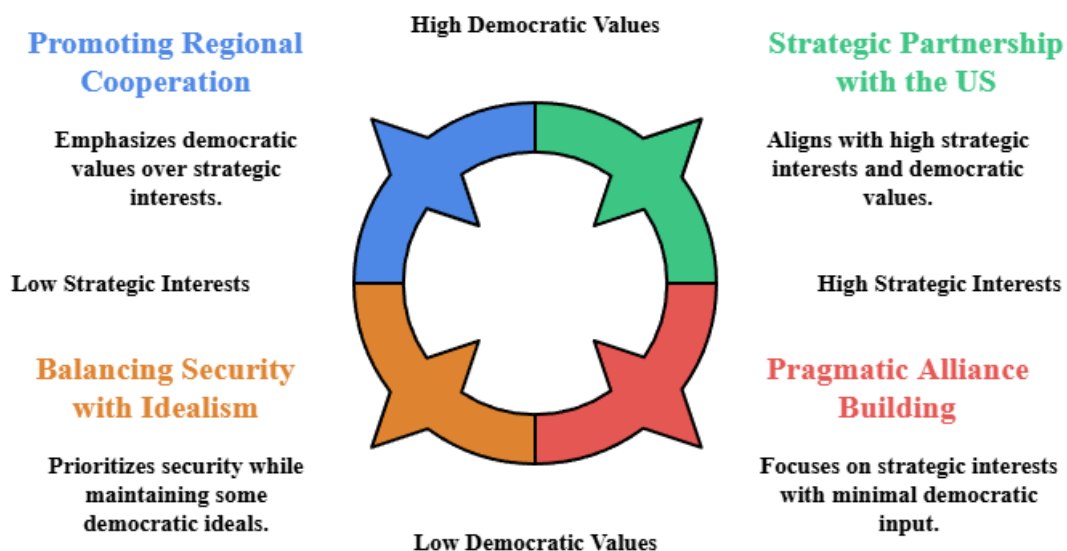 High Democratic Values
Promoting Regional
Cooperation
Emphasizes democratic
values over strategic
interests.
Strategic Partnership
with the US
Aligns with high strategic
interests and democratic
values.
Low Strategic Interests
High Strategic Interests
Balancing Security
with Idealism
Prioritizes security while
maintaining some
democratic ideals.
Pragmatic Alliance
Building
Focuses on strategic interests
with minimal democratic
input.
Low Democratic Values